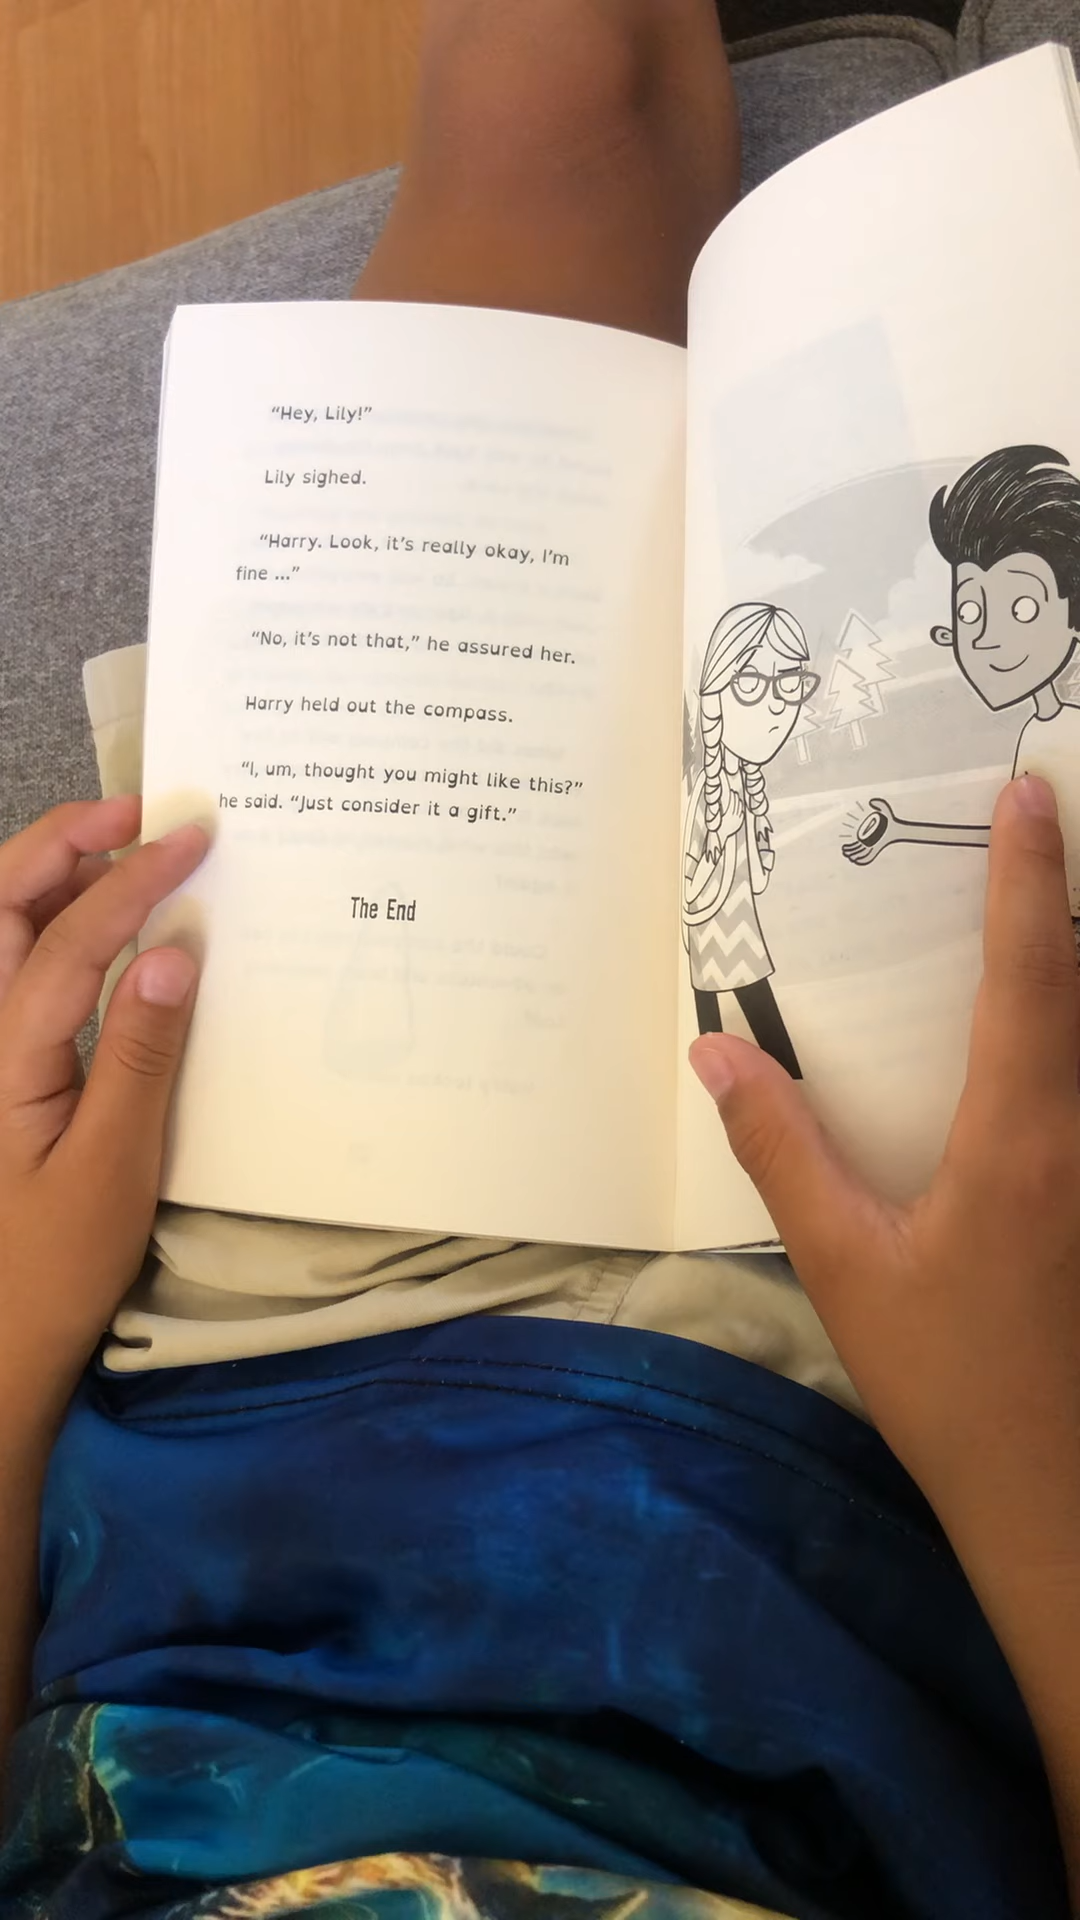 “Hey, Lily!”
Lily sighed.
“Harry. Look, it’s really okay, I’m
fine ...”
“No, it’s not that,” he assured her.
Harry held out the compass.
“I, um, thought you might like this?”
he said. “Just consider it a gift.”
The End